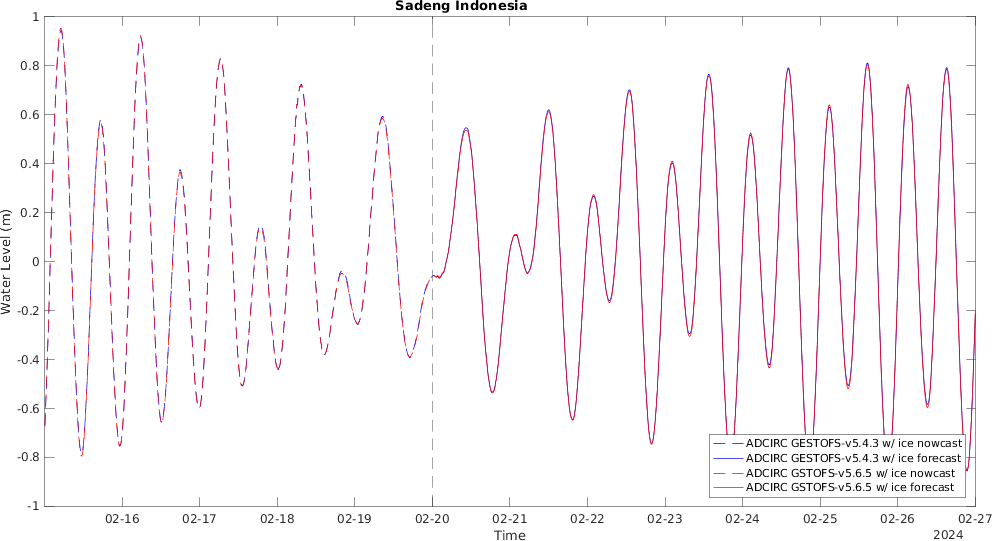 Sadeng Indonesia
1
0.8
0.6
0.4
0.2
0
-0.2
-0.4
-0.6
-0.8
-1
Water Level (m)
ADCIRC GESTOFS-v5.4.3 w/ ice nowcast
ADCIRC GESTOFS-v5.4.3 w/ ice forecast
ADCIRC GSTOFS-v5.6.5 w/ ice nowcast
ADCIRC GSTOFS-v5.6.5 w/ ice forecast
02-16 02-17 02-18 02-19 02-20 02-21 02-22 02-23 02-24 02-25 02-26 02-27
Time
2024